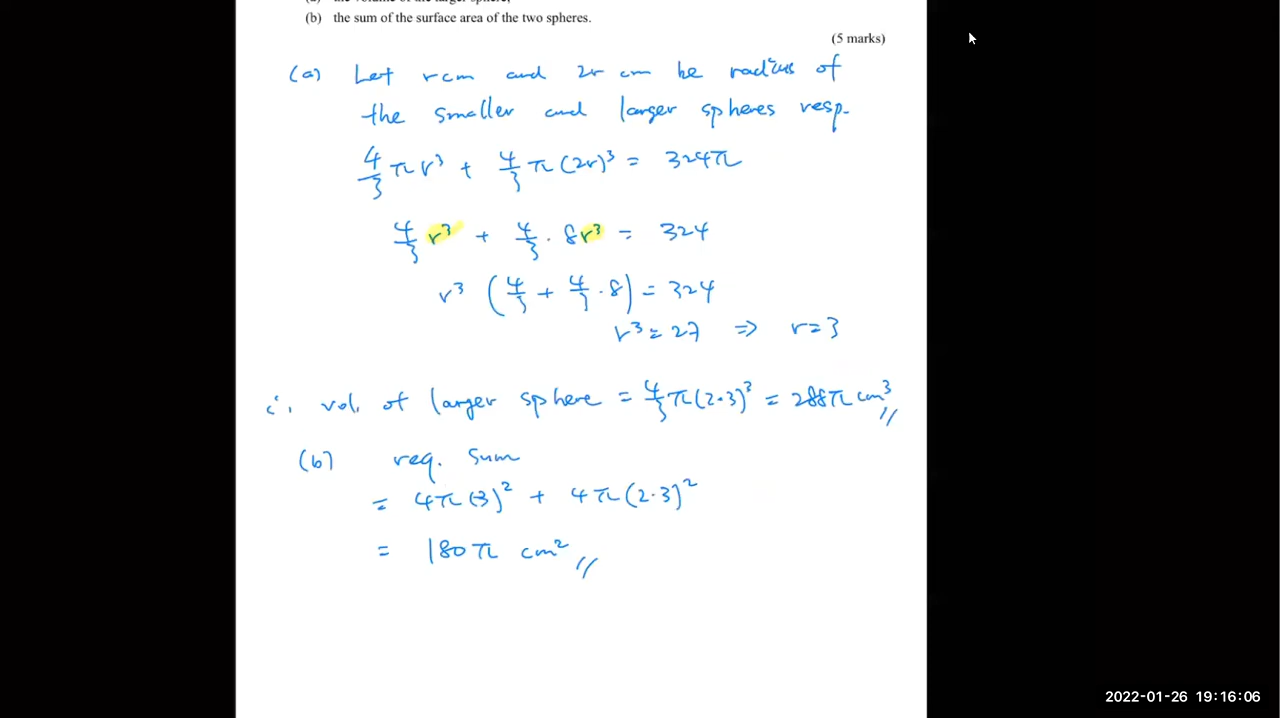 (b) the sum of the surface area of the two spheres.
(5 marks)
(a) Let r cm and 2r cm be radius of
the smaller and larger spheres resp.
4/3 πr³ + 4/3 π(2r)³ = 324π
4/3 r³ + 4/3 · 8r³ = 324
r³ (4/3 + 4/3 · 8) = 324
r³ = 27 ⇒ r = 3
∴ vol. of larger sphere = 4/3 π(2·3)³ = 288π cm³ //
(b) req. sum
= 4π(3)² + 4π(2·3)²
= 180π cm² //
2022-01-26 19:16:06